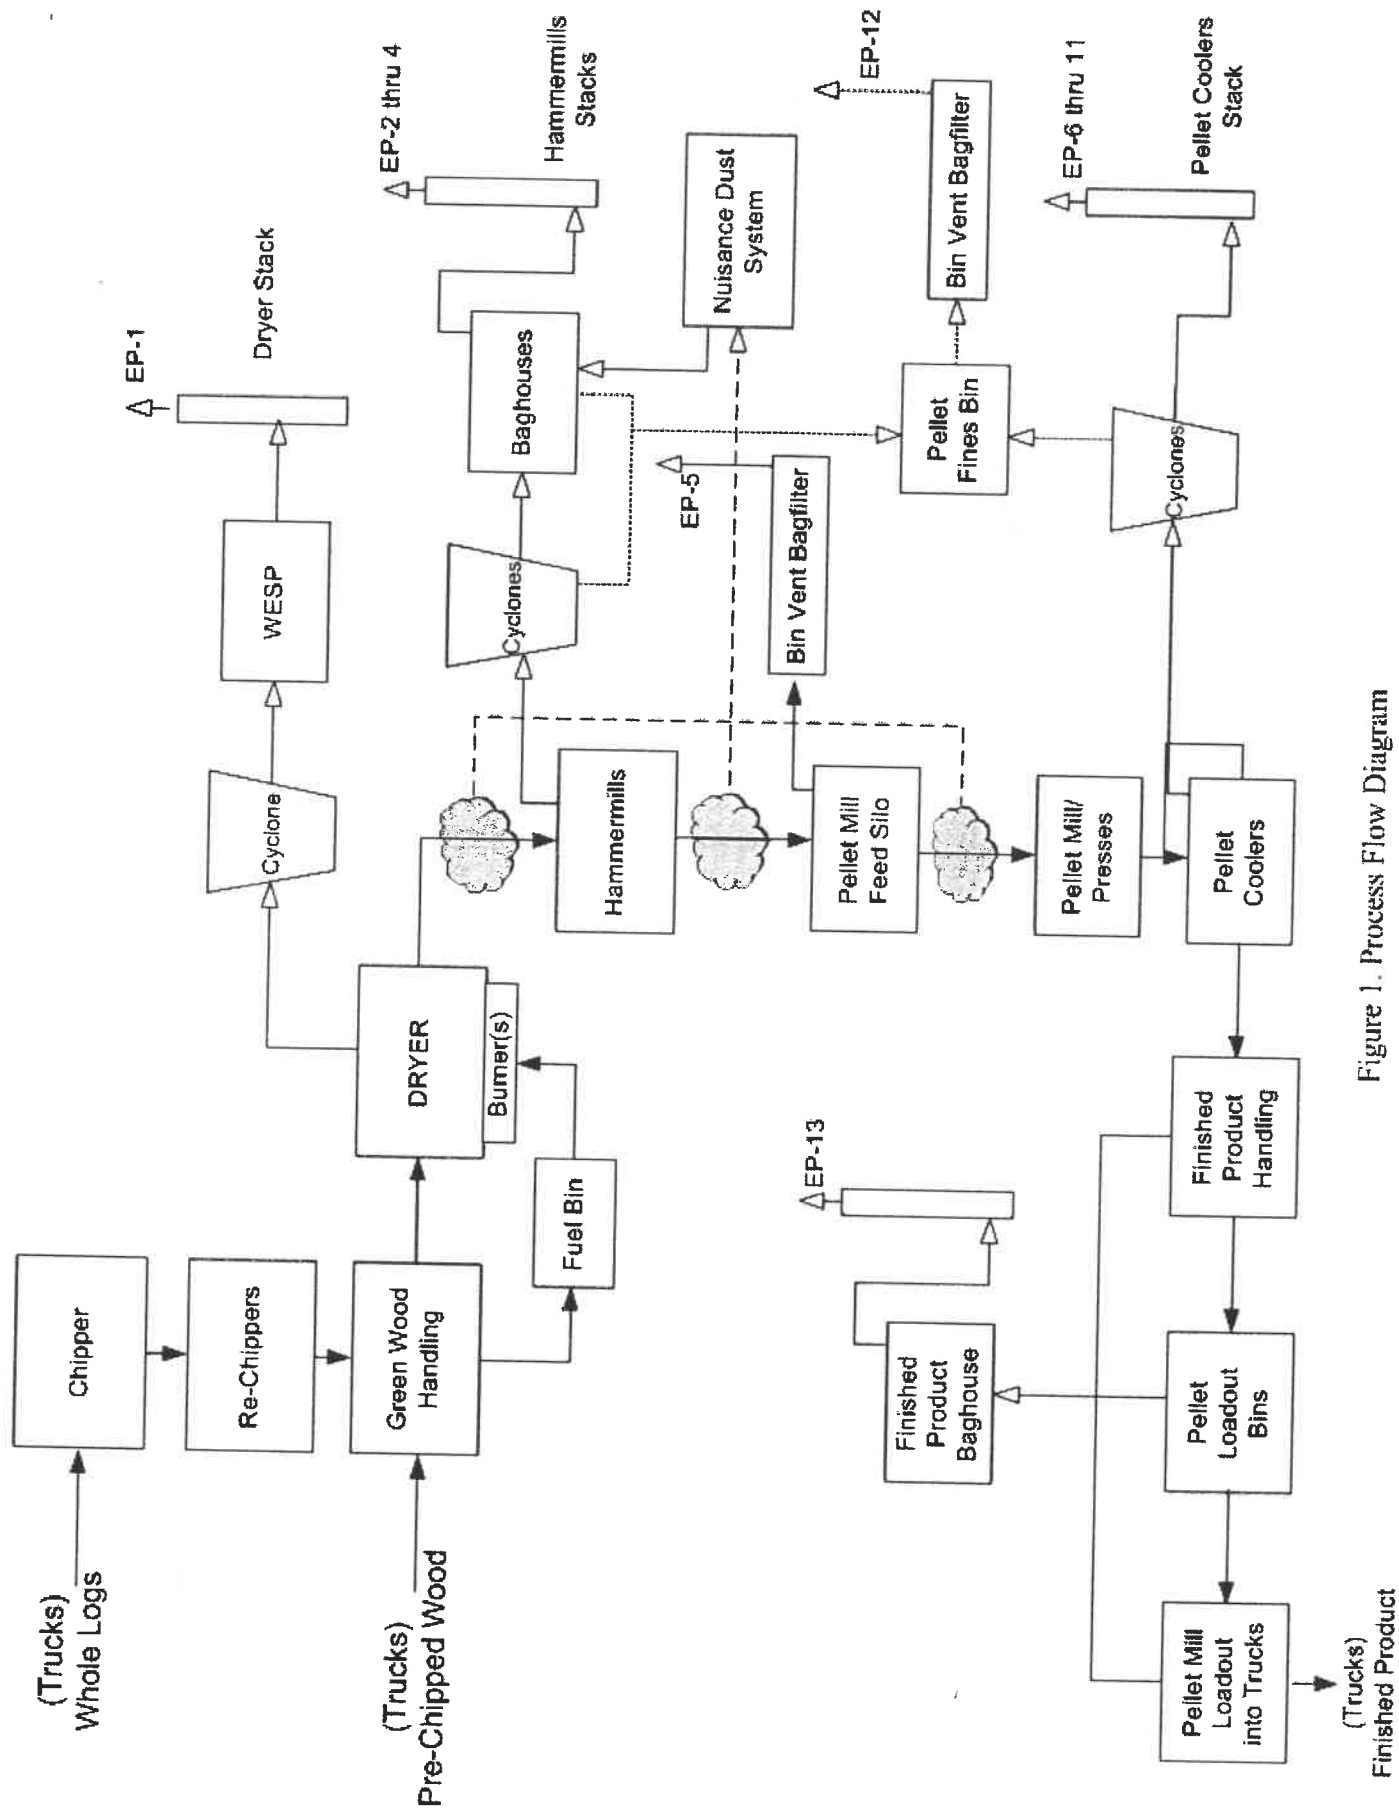 (Trucks)
Whole Logs
Chipper
Re-Chippers
(Trucks)
Pre-Chipped Wood
Green Wood
Handling
Fuel Bin
DRYER
Burner(s)
Cyclone
WESP
EP-1
Dryer Stack
Hammermills
Cyclones
Baghouses
EP-2 thru 4
Hammermills
Stacks
Nuisance Dust
System
Pellet Mill
Feed Silo
Bin Vent Bagfilter
EP-5
Pellet
Fines Bin
Bin Vent Bagfilter
EP-12
Pellet Mill/
Presses
Pellet
Coolers
Cyclones
EP-6 thru 11
Pellet Coolers
Stack
Finished
Product
Handling
Pellet
Loadout
Bins
Finished
Product
Baghouse
EP-13
Pellet Mill
Loadout
into Trucks
(Trucks)
Finished Product
Figure 1. Process Flow Diagram